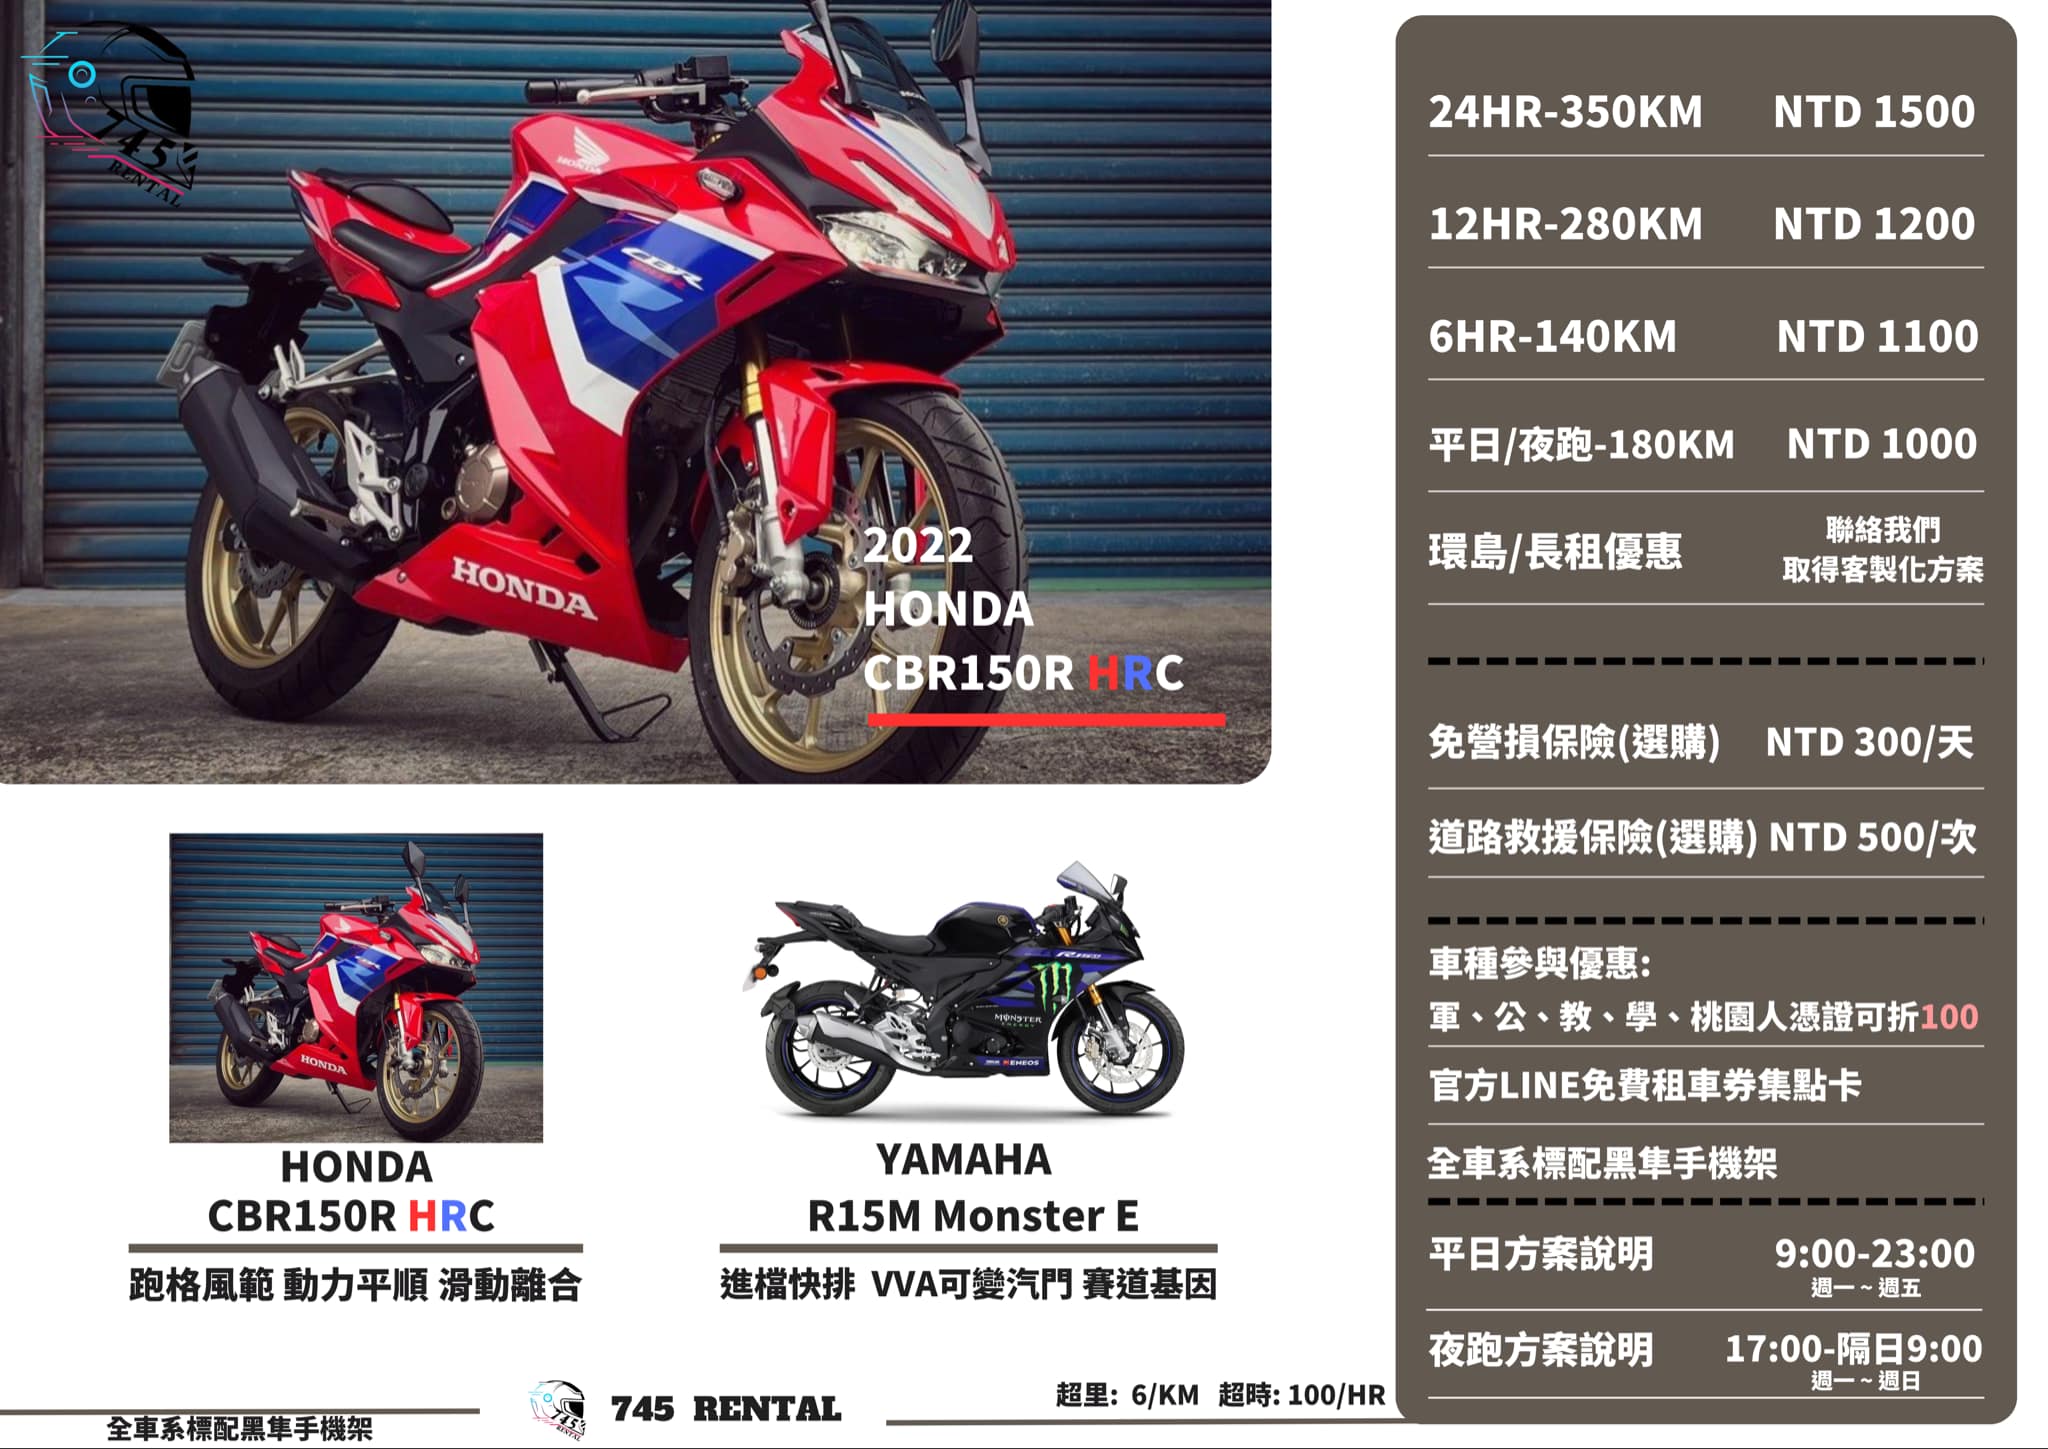 745
RENTAL
HONDA
CBR
HONDA
2022
HONDA
CBR150R HRC
HONDA
HONDA
CBR150R HRC
跑格風範 動力平順 滑動離合
MONSTER
ENERGY
ENEOS
YAMAHA
R15M Monster E
進檔快排 VVA可變汽門 賽道基因
24HR-350KM NTD 1500
12HR-280KM NTD 1200
6HR-140KM NTD 1100
平日/夜跑-180KM NTD 1000
環島/長租優惠 聯絡我們
取得客製化方案
免營損保險(選購) NTD 300/天
道路救援保險(選購) NTD 500/次
車種參與優惠:
軍、公、教、學、桃園人憑證可折100
官方LINE免費租車券集點卡
全車系標配黑隼手機架
平日方案說明 9:00-23:00
週一 ~ 週五
夜跑方案說明 17:00-隔日9:00
週一 ~ 週日
全車系標配黑隼手機架
745
RENTAL
745 RENTAL
超里: 6/KM 超時: 100/HR